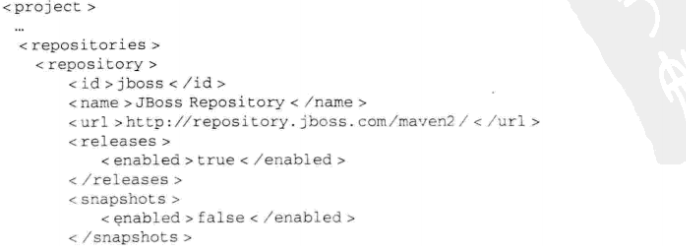 <project>
…
<repositories>
<repository>
<id>jboss</id>
<name>JBoss Repository</name>
<url>http://repository.jboss.com/maven2/</url>
<releases>
<enabled>true</enabled>
</releases>
<snapshots>
<enabled>false</enabled>
</snapshots>